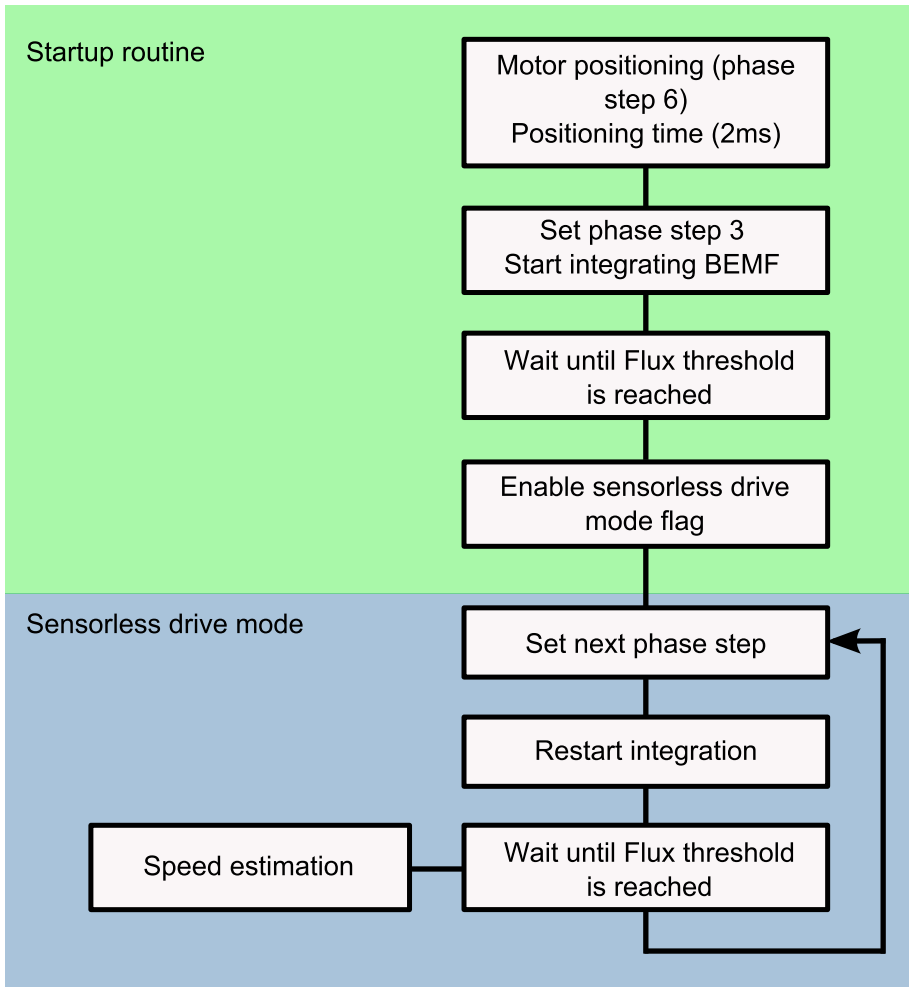 Startup routine
Motor positioning (phase
step 6)
Positioning time (2ms)
Set phase step 3
Start integrating BEMF
Wait until Flux threshold
is reached
Enable sensorless drive
mode flag
Sensorless drive mode
Set next phase step
Restart integration
Speed estimation
Wait until Flux threshold
is reached